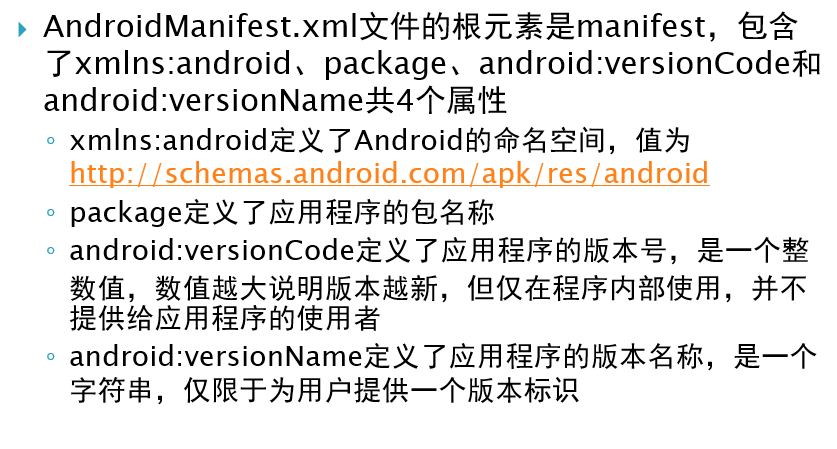 AndroidManifest.xml文件的根元素是manifest，包含
了xmlns:android、package、android:versionCode和
android:versionName共4个属性
xmlns:android定义了Android的命名空间，值为
http://schemas.android.com/apk/res/android
package定义了应用程序的包名称
android:versionCode定义了应用程序的版本号，是一个整
数值，数值越大说明版本越新，但仅在程序内部使用，并不
提供给应用程序的使用者
android:versionName定义了应用程序的版本名称，是一个
字符串，仅限于为用户提供一个版本标识